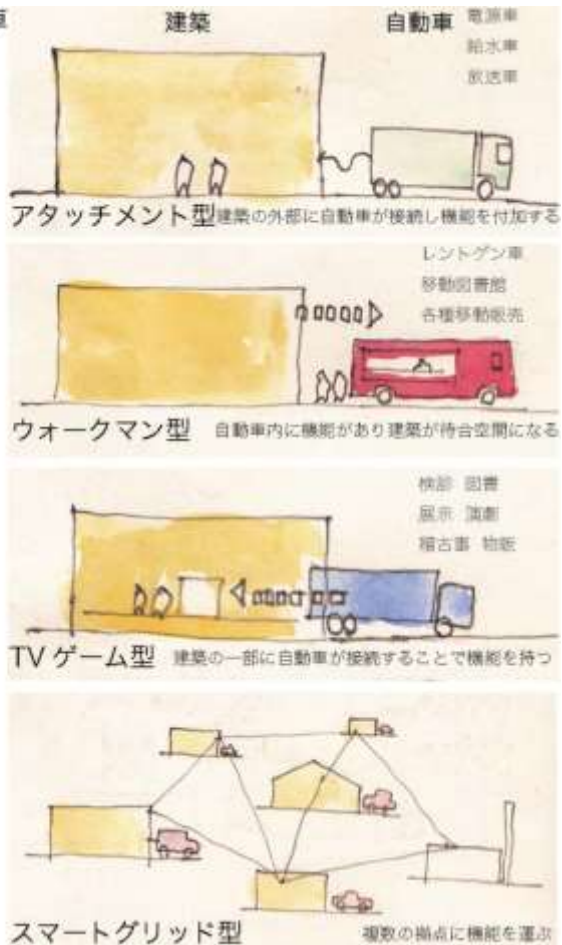 建築
自動車
電源車
給水車
放送車
アタッチメント型 建築の外部に自動車が接続し機能を付加する
レントゲン車
移動図書館
各種移動販売
ウォークマン型 自動車内に機能があり建築が待合空間になる
検診 図書
展示 演劇
稽古事 物販
TVゲーム型 建築の一部に自動車が接続することで機能を持つ
スマートグリッド型 複数の拠点に機能を運ぶ